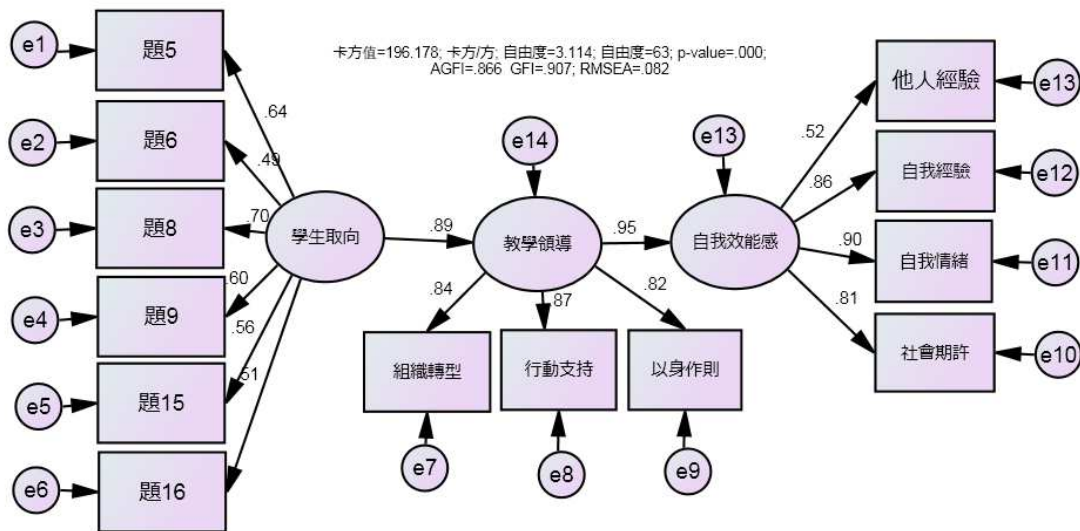 卡方值=196.178; 卡方/方; 自由度=3.114; 自由度=63; p-value=.000;
AGFI=.866 GFI=.907; RMSEA=.082
e1
題5
e2
題6
e3
題8
e4
題9
e5
題15
e6
題16
.64
.49
.70
.60
.56
.51
學生取向
.89
e14
教學領導
.95
e13
自我效能感
.84
.87
.82
組織轉型
行動支持
以身作則
e7
e8
e9
.52
.86
.90
.81
他人經驗
e13
自我經驗
e12
自我情緒
e11
社會期許
e10